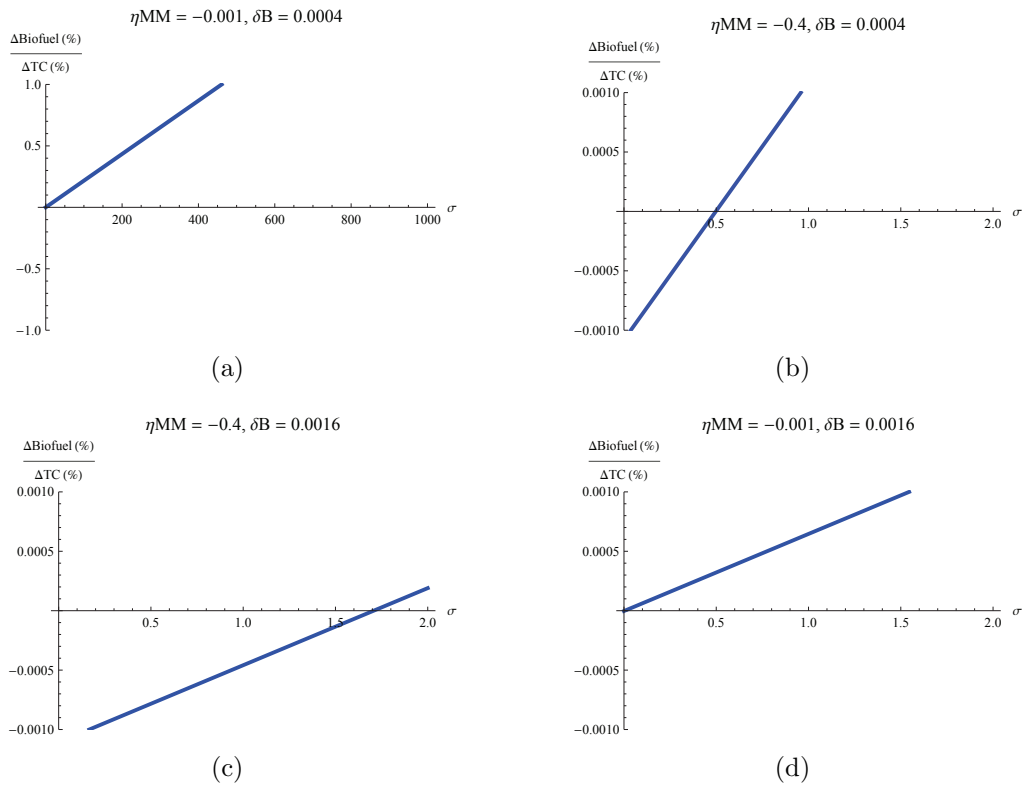 ηMM = −0.001, δB = 0.0004
ΔBiofuel (%)
ΔTC (%)
1.0
0.5
−0.5
−1.0
200 400 600 800 1000 σ
(a)
ηMM = −0.4, δB = 0.0004
ΔBiofuel (%)
ΔTC (%)
0.0010
0.0005
−0.0005
−0.0010
0.5 1.0 1.5 2.0 σ
(b)
ηMM = −0.4, δB = 0.0016
ΔBiofuel (%)
ΔTC (%)
0.0010
0.0005
−0.0005
−0.0010
0.5 1.0 1.5 2.0 σ
(c)
ηMM = −0.001, δB = 0.0016
ΔBiofuel (%)
ΔTC (%)
0.0010
0.0005
−0.0005
−0.0010
0.5 1.0 1.5 2.0 σ
(d)